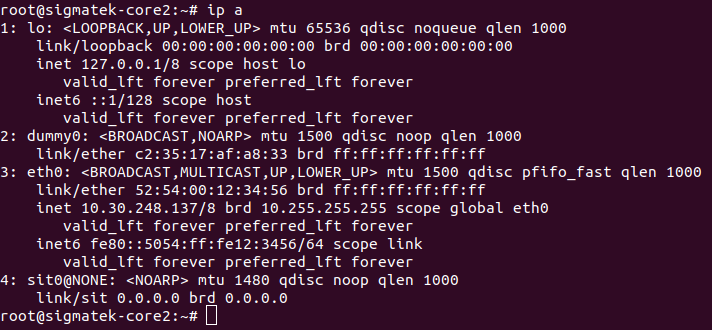 root@sigmatek-core2:~# ip a
1: lo: <LOOPBACK,UP,LOWER_UP> mtu 65536 qdisc noqueue qlen 1000
    link/loopback 00:00:00:00:00:00 brd 00:00:00:00:00:00
    inet 127.0.0.1/8 scope host lo
       valid_lft forever preferred_lft forever
    inet6 ::1/128 scope host
       valid_lft forever preferred_lft forever
2: dummy0: <BROADCAST,NOARP> mtu 1500 qdisc noop qlen 1000
    link/ether c2:35:17:af:a8:33 brd ff:ff:ff:ff:ff:ff
3: eth0: <BROADCAST,MULTICAST,UP,LOWER_UP> mtu 1500 qdisc pfifo_fast qlen 1000
    link/ether 52:54:00:12:34:56 brd ff:ff:ff:ff:ff:ff
    inet 10.30.248.137/8 brd 10.255.255.255 scope global eth0
       valid_lft forever preferred_lft forever
    inet6 fe80::5054:ff:fe12:3456/64 scope link
       valid_lft forever preferred_lft forever
4: sit0@NONE: <NOARP> mtu 1480 qdisc noop qlen 1000
    link/sit 0.0.0.0 brd 0.0.0.0
root@sigmatek-core2:~#